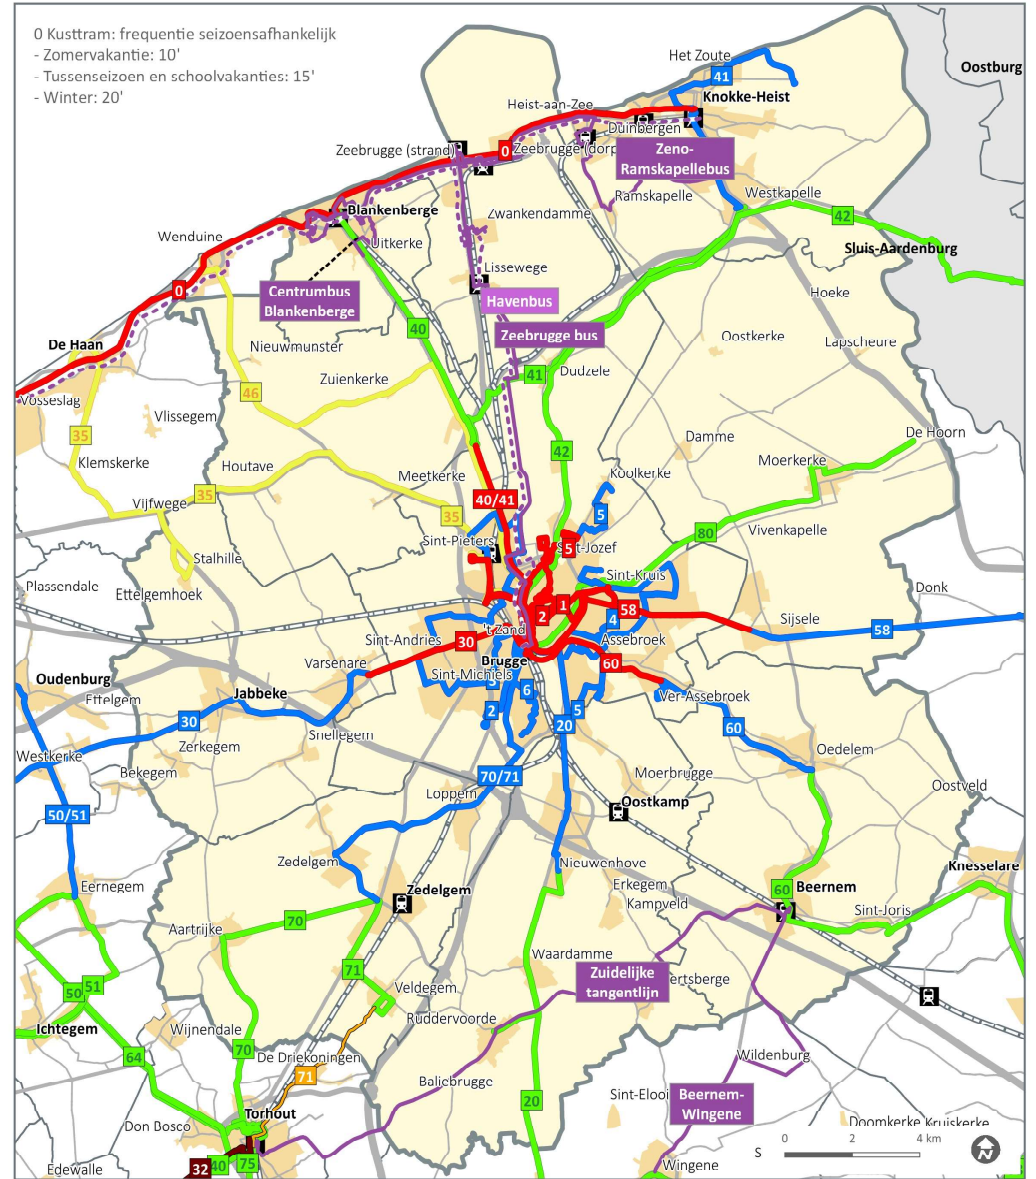 0 Kusttram: frequentie seizoensafhankelijk
- Zomervakantie: 10'
- Tussenseizoen en schoolvakanties: 15'
- Winter: 20'
Het Zoute
Oostburg
41
Knokke-Heist
Heist-aan-Zee
Duinbergen
Zeebrugge (strand)
0
Zeebrugge (dorp
Zeno-
Ramskapellebus
Ramskapelle
Westkapelle
42
Blankenberge
Zwankendamme
Wenduine
Uitkerke
Sluis-Aardenburg
Lissewege
0
Centrumbus
Blankenberge
Havenbus
Hoeke
40
Zeebrugge bus
De Haan
Nieuwmunster
Oostkerke
Lapscheure
Zuienkerke
41
Dudzele
46
Vosseslag
Vlissegem
35
De Hoorn
Damme
42
Klemskerke
Houtave
Meetkerke
Koolkerke
Moerkerke
35
40/41
Vijfwege
35
5
Vivenkapelle
80
Sint-Pieters
5
Sint-Jozef
Stalhille
Plassendale
Ettelgemhoek
Sint-Kruis
Donk
1
58
2
4
Sijsele
58
't Zand
Sint-Andries
30
Assebroek
Varsenare
Brugge
60
Sint-Michiels
Oudenburg
5
6
Ver-Assebroek
Ettelgem
Jabbeke
2
5
30
20
60
Snellegem
Zerkegem
Westkerke
Oedelem
Bekegem
70/71
Moerbrugge
Oostveld
Loppem
Oostkamp
50/51
Zedelgem
Nieuwenhove
Knesselare
Eernegem
Zedelgem
Erkegem
60
Beernem
Kampveld
Sint-Joris
70
Aartrijke
Waardamme
71
Zuidelijke
tangentlijn
ertsberge
50
51
Veldegem
Ruddervoorde
Ichtegem
Wijnendale
70
De Driekoningen
64
Wildenburg
71
Baliebrugge
Sint-Elooi
Beernem-
Wingene
20
Torhout
Don Bosco
Doomkerke
Kruiskerke
0
2
4 km
S
N
32
40
75
Edewalle
Wingene